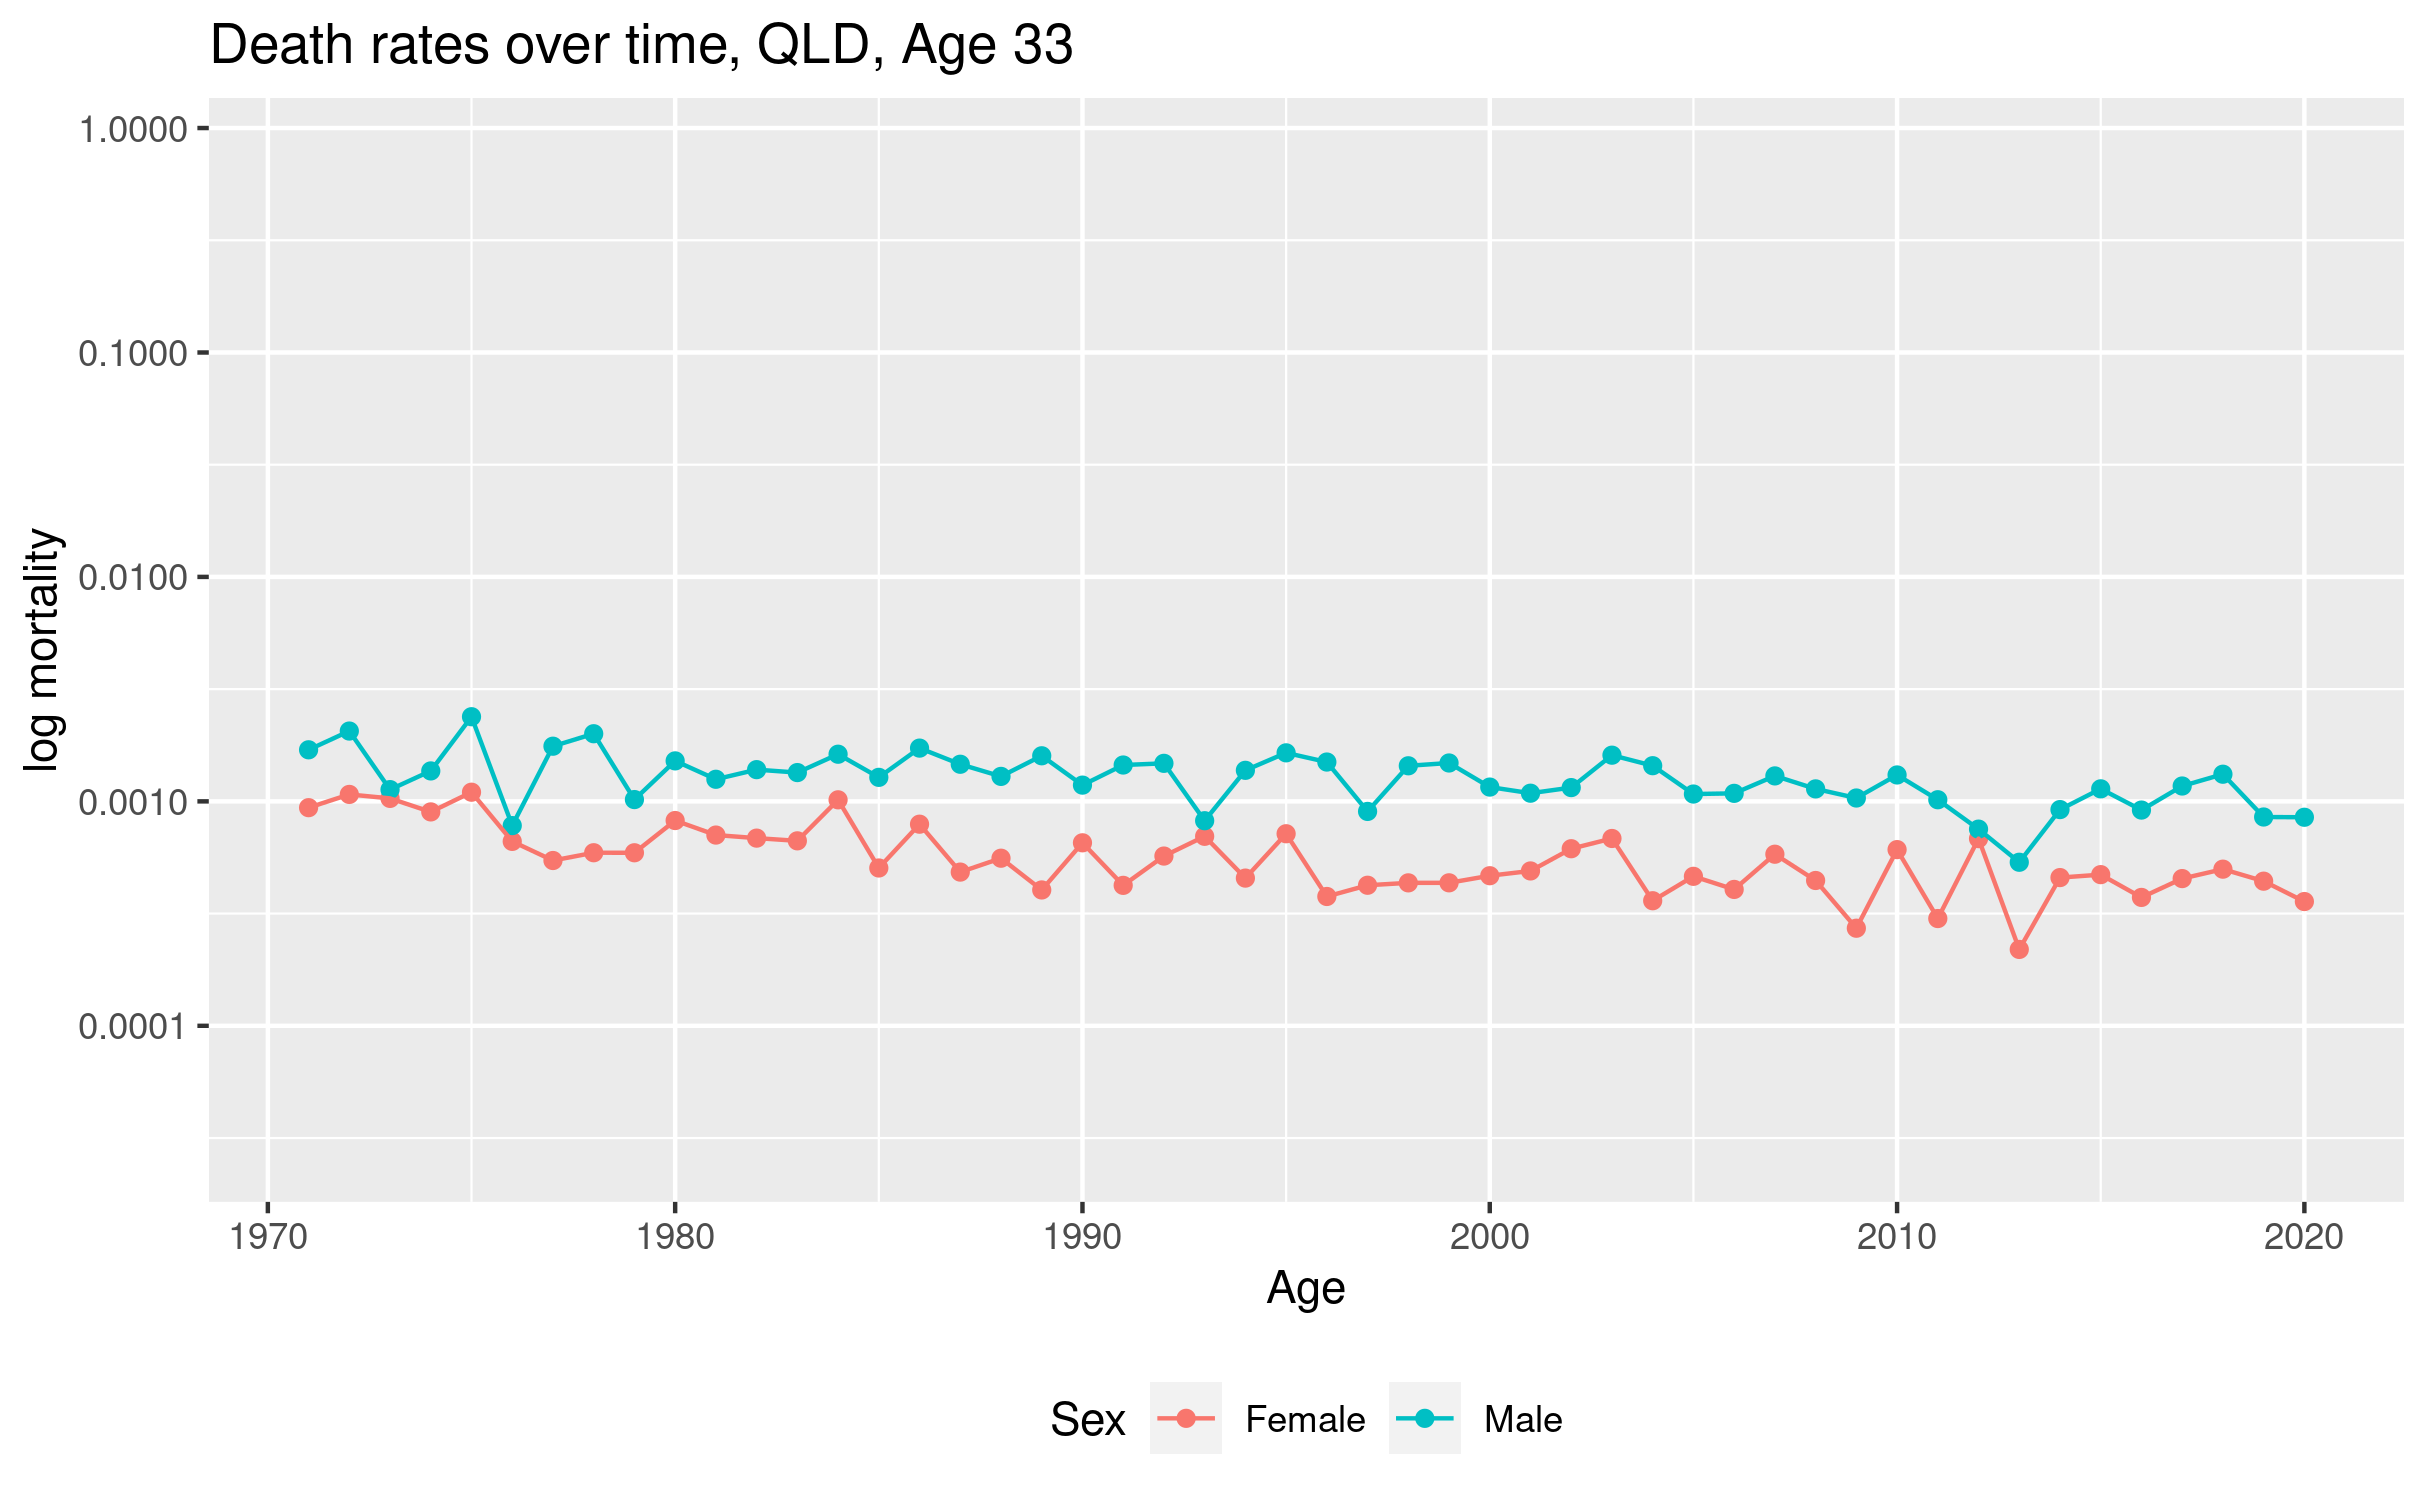 Death rates over time, QLD, Age 33
log mortality
1.0000
0.1000
0.0100
0.0010
0.0001
1970 1980 1990 2000 2010 2020
Age
Sex Female Male